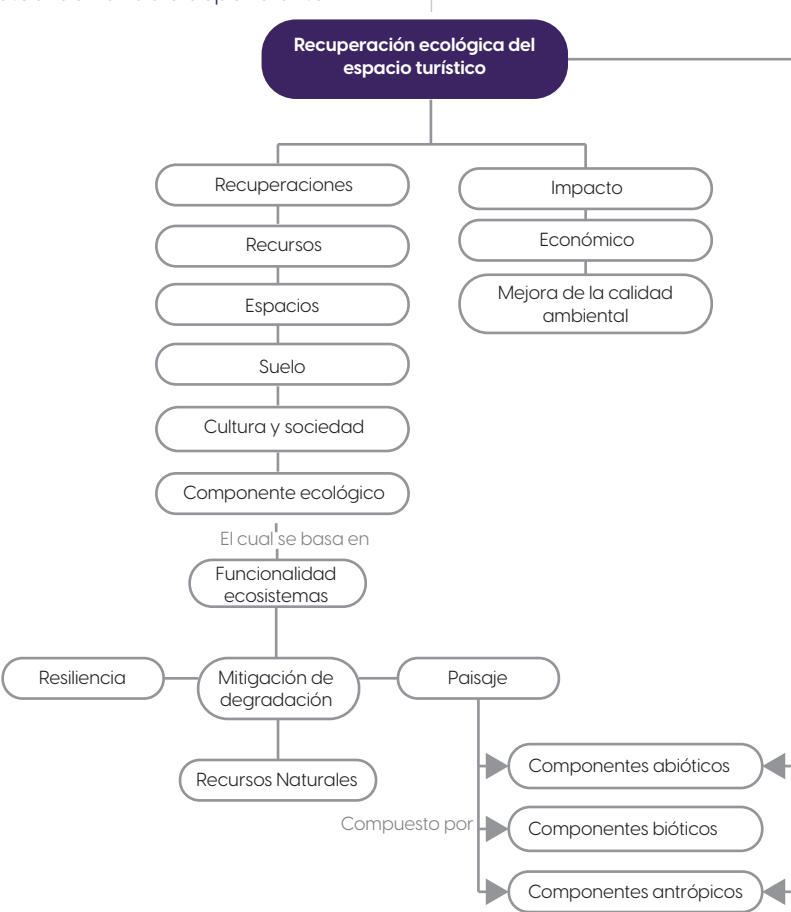 Recuperación ecológica del
espacio turístico
Recuperaciones
Recursos
Espacios
Suelo
Cultura y sociedad
Componente ecológico
El cual se basa en
Funcionalidad
ecosistemas
Impacto
Económico
Mejora de la calidad
ambiental
Resiliencia
Mitigación de
degradación
Paisaje
Recursos Naturales
Compuesto por
Componentes abióticos
Componentes bióticos
Componentes antrópicos